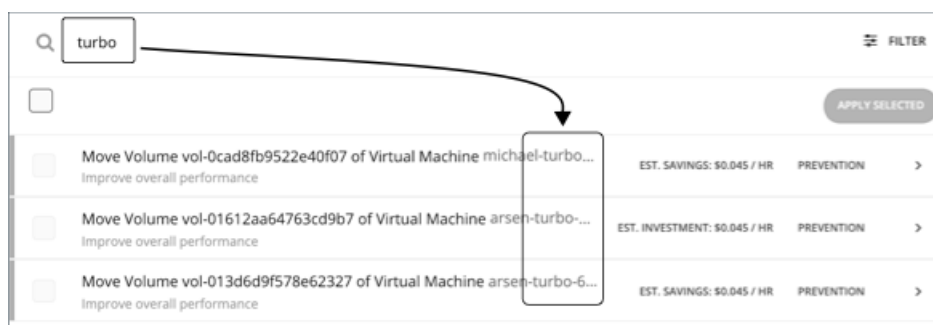 turbo
FILTER
APPLY SELECTED
Move Volume vol-0cad8fb9522e40f07 of Virtual Machine michael-turbo...
EST. SAVINGS: $0.045 / HR
PREVENTION
Improve overall performance
Move Volume vol-01612aa64763cd9b7 of Virtual Machine arsen-turbo-...
EST. INVESTMENT: $0.045 / HR
PREVENTION
Improve overall performance
Move Volume vol-013d6d9f578e62327 of Virtual Machine arsen-turbo-6...
EST. SAVINGS: $0.045 / HR
PREVENTION
Improve overall performance